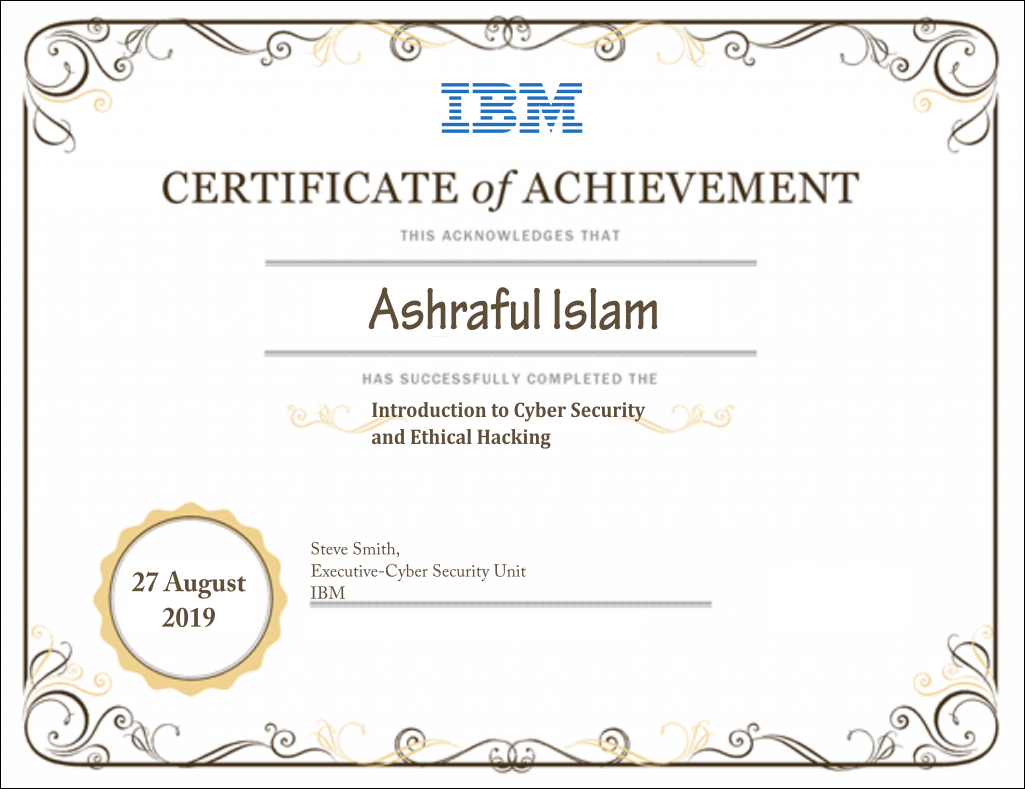 IBM
CERTIFICATE of ACHIEVEMENT
THIS ACKNOWLEDGES THAT
Ashraful Islam
HAS SUCCESSFULLY COMPLETED THE
Introduction to Cyber Security
and Ethical Hacking
27 August
2019
Steve Smith,
Executive-Cyber Security Unit
IBM